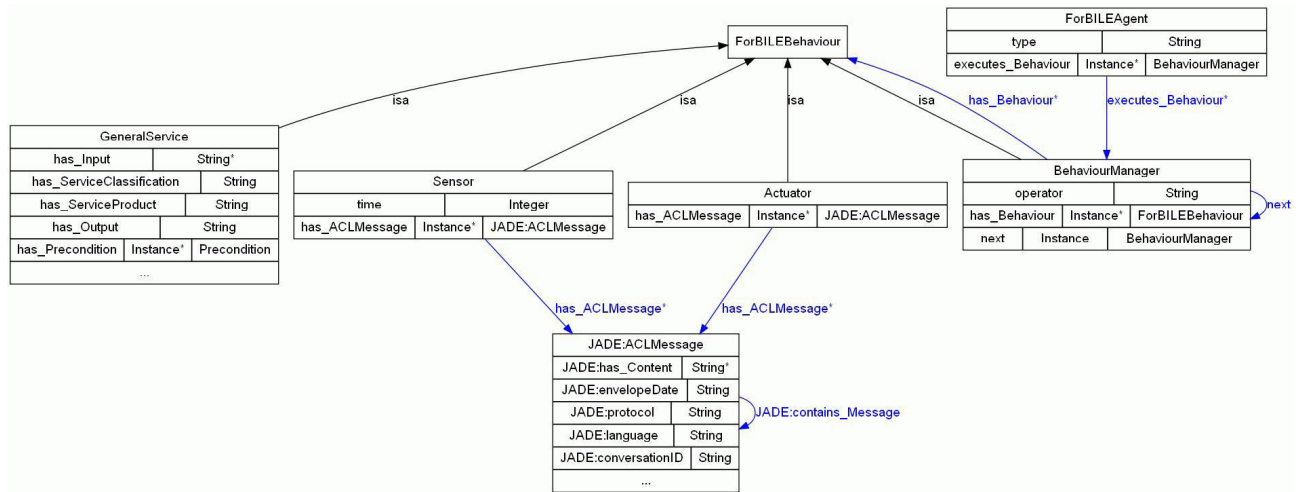 ForBILEAgent
type String
executes_Behaviour Instance* BehaviourManager
ForBILEBehaviour
isa
isa
isa
isa
has_Behaviour*
executes_Behaviour*
GeneralService
has_Input String*
has_ServiceClassification String
has_ServiceProduct String
has_Output String
has_Precondition Instance* Precondition
...
Sensor
time Integer
has_ACLMessage Instance* JADE:ACLMessage
Actuator
has_ACLMessage Instance* JADE:ACLMessage
BehaviourManager
operator String
has_Behaviour Instance* ForBILEBehaviour
next Instance BehaviourManager
next
has_ACLMessage*
has_ACLMessage*
JADE:ACLMessage
JADE:has_Content String*
JADE:envelopeDate String
JADE:protocol String
JADE:language String
JADE:conversationID String
...
JADE:contains_Message